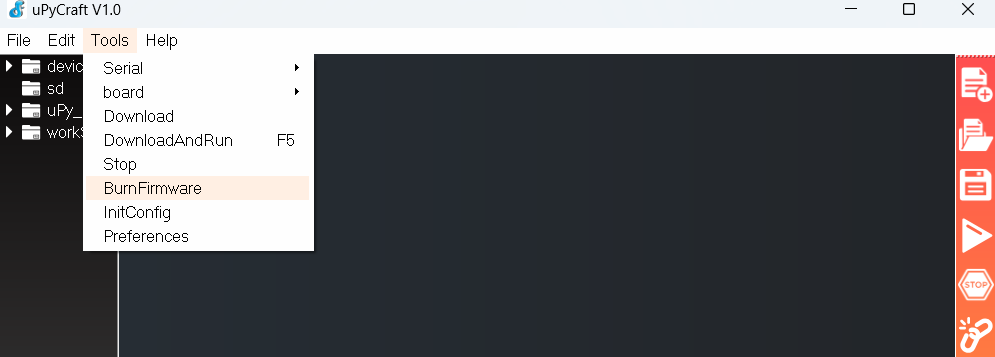 uPyCraft V1.0
File Edit Tools Help
Serial
board
Download
DownloadAndRun F5
Stop
BurnFirmware
InitConfig
Preferences
devic
sd
uPy_
work
STOP